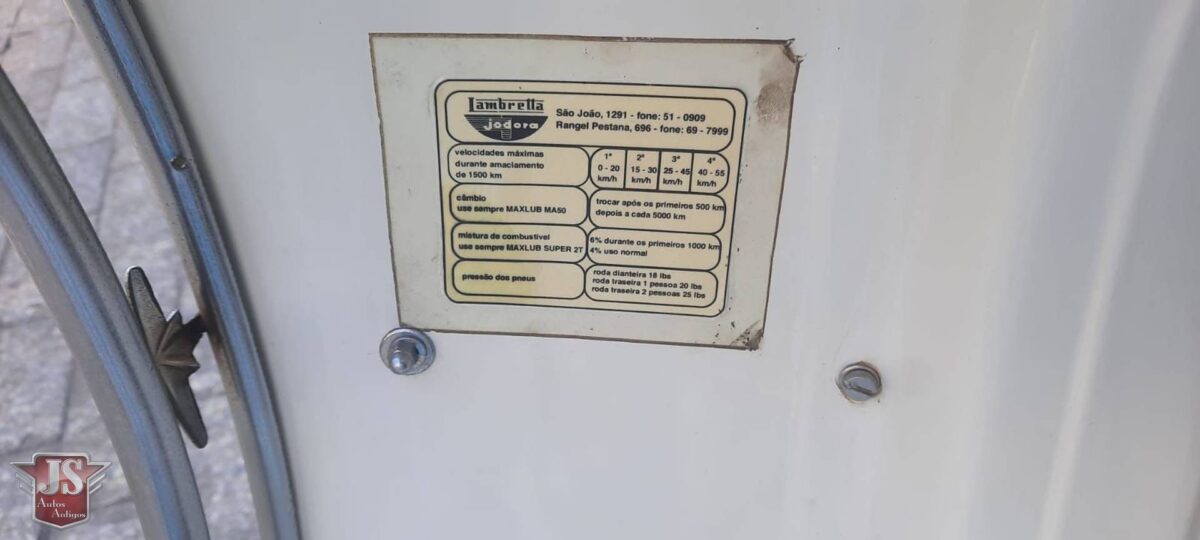 Lambretta
jodora
São João, 1291 - fone: 51 - 0909
Rangel Pestana, 696 - fone: 69 - 7999
velocidades máximas
durante amaciamento
de 1500 km
1ª 2ª 3ª 4ª
0 - 20 15 - 30 25 - 45 40 - 55
km/h km/h km/h km/h
câmbio
use sempre MAXLUB MA50
trocar após os primeiros 500 km
depois a cada 5000 km
mistura de combustível
use sempre MAXLUB SUPER 2T
6% durante os primeiros 1000 km
4% uso normal
pressão dos pneus
roda dianteira 18 lbs
roda traseira 1 pessoa 20 lbs
roda traseira 2 pessoas 25 lbs
JS
Autos
Antigos